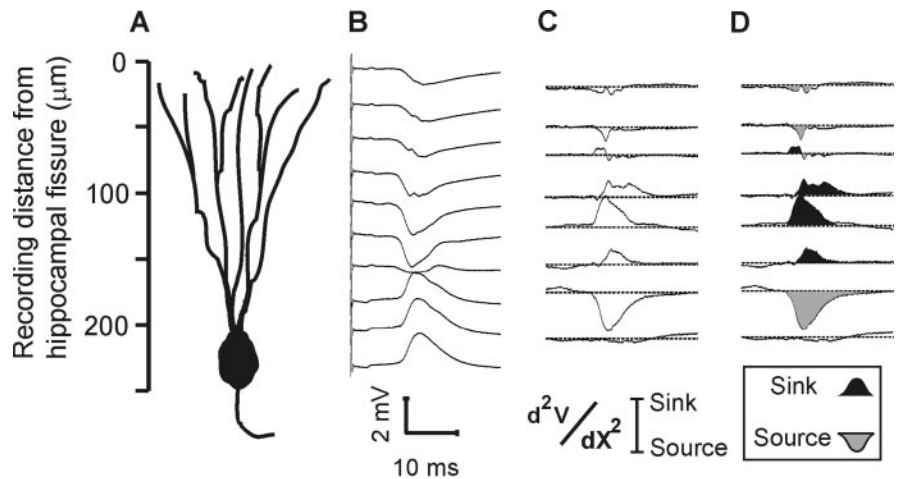 A
B
C
D
Recording distance from
hippocampal fissure (µm)
0
100
200
2 mV
10 ms
d²V
dX²
Sink
Source
Sink
Source